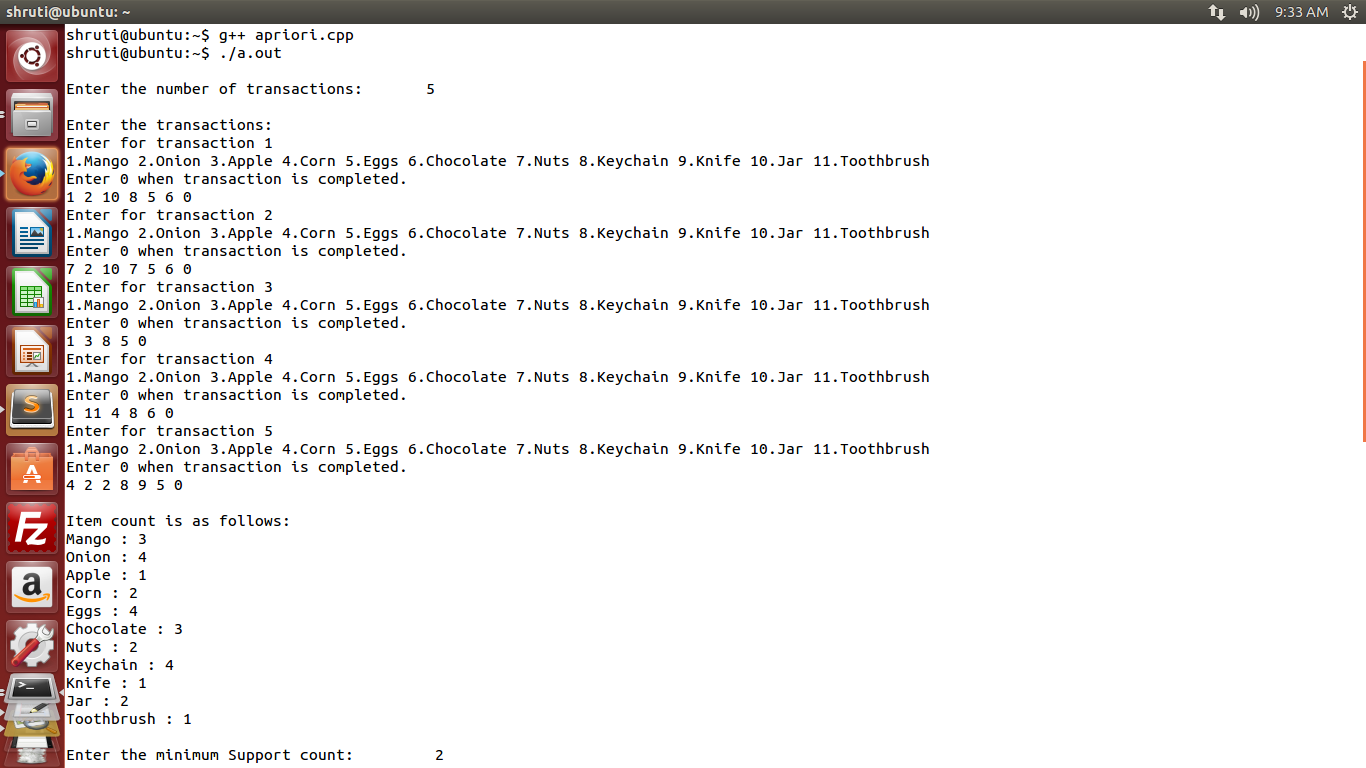 shruti@ubuntu: ~
9:33 AM
shruti@ubuntu:~$ g++ apriori.cpp
shruti@ubuntu:~$ ./a.out
Enter the number of transactions: 5
Enter the transactions:
Enter for transaction 1
1.Mango 2.Onion 3.Apple 4.Corn 5.Eggs 6.Chocolate 7.Nuts 8.Keychain 9.Knife 10.Jar 11.Toothbrush
Enter 0 when transaction is completed.
1 2 10 8 5 6 0
Enter for transaction 2
1.Mango 2.Onion 3.Apple 4.Corn 5.Eggs 6.Chocolate 7.Nuts 8.Keychain 9.Knife 10.Jar 11.Toothbrush
Enter 0 when transaction is completed.
7 2 10 7 5 6 0
Enter for transaction 3
1.Mango 2.Onion 3.Apple 4.Corn 5.Eggs 6.Chocolate 7.Nuts 8.Keychain 9.Knife 10.Jar 11.Toothbrush
Enter 0 when transaction is completed.
1 3 8 5 0
Enter for transaction 4
1.Mango 2.Onion 3.Apple 4.Corn 5.Eggs 6.Chocolate 7.Nuts 8.Keychain 9.Knife 10.Jar 11.Toothbrush
Enter 0 when transaction is completed.
1 11 4 8 6 0
Enter for transaction 5
1.Mango 2.Onion 3.Apple 4.Corn 5.Eggs 6.Chocolate 7.Nuts 8.Keychain 9.Knife 10.Jar 11.Toothbrush
Enter 0 when transaction is completed.
4 2 2 8 9 5 0
Item count is as follows:
Mango : 3
Onion : 4
Apple : 1
Corn : 2
Eggs : 4
Chocolate : 3
Nuts : 2
Keychain : 4
Knife : 1
Jar : 2
Toothbrush : 1
Enter the minimum Support count: 2
S
A
Fz
a
>_